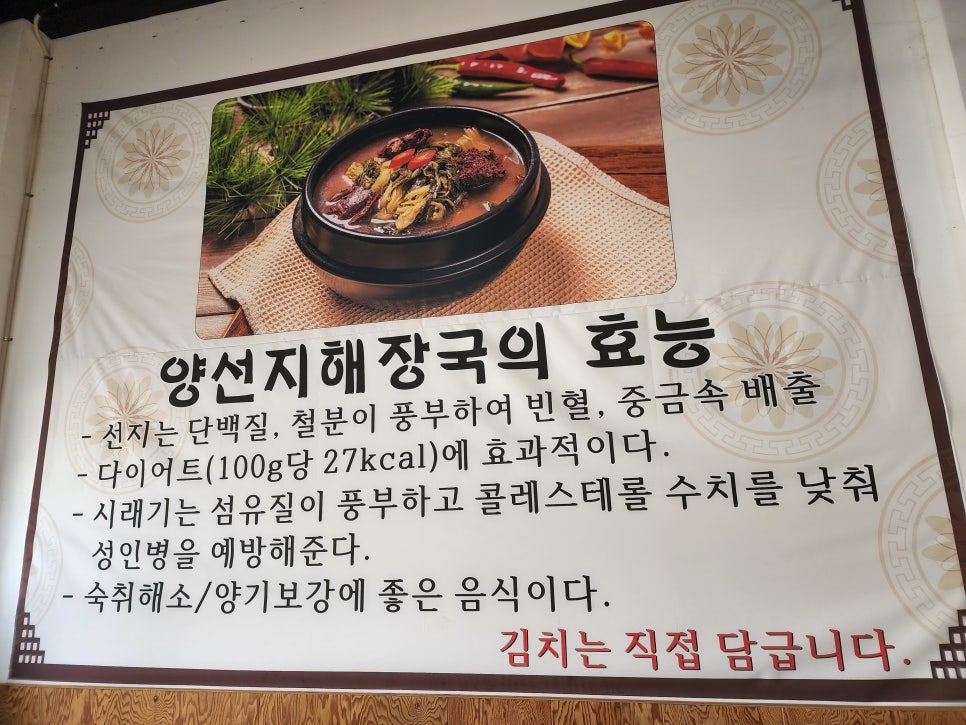 양선지해장국의 효능
- 선지는 단백질, 철분이 풍부하여 빈혈, 중금속 배출
- 다이어트(100g당 27kcal)에 효과적이다.
- 시래기는 섬유질이 풍부하고 콜레스테롤 수치를 낮춰
성인병을 예방해준다.
- 숙취해소/양기보강에 좋은 음식이다.
김치는 직접 담급니다.